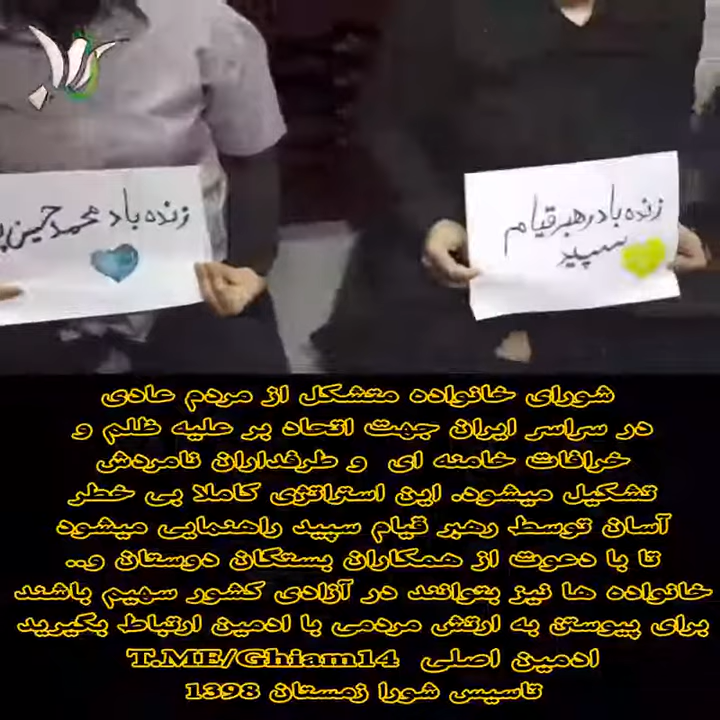 زنده باد محمد حسین
زنده باد رهبر قیام
سپید
شورای خانواده متشکل از مردم عادی
در سراسر ایران جهت اتحاد بر علیه ظلم و
خرافات خامنه ای و طرفداران نامردش
تشکیل میشود. این استراتژی کاملا بی خطر
آسان توسط رهبر قیام سپید راهنمایی میشود
تا با دعوت از همکاران بستکان دوستان و..
خانواده ها نیز بتوانند در آزادی کشور سهیم باشند
برای پیوستن به ارتش مردمی با ادمین ارتباط بگیرید
ادمین اصلی T.ME/Ghiam14
تاسیس شورا زمستان 1398